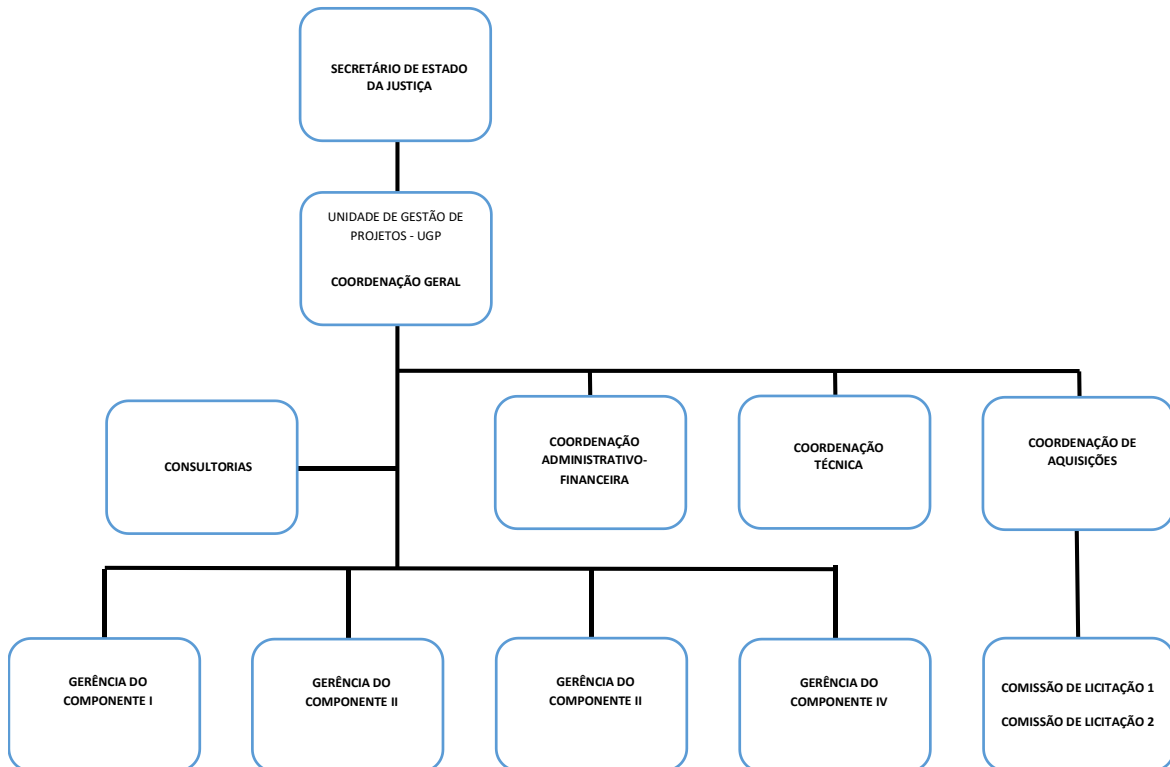 SECRETÁRIO DE ESTADO
DA JUSTIÇA
UNIDADE DE GESTÃO DE
PROJETOS - UGP
COORDENAÇÃO GERAL
CONSULTORIAS
COORDENAÇÃO
ADMINISTRATIVO-
FINANCEIRA
COORDENAÇÃO
TÉCNICA
COORDENAÇÃO DE
AQUISIÇÕES
GERÊNCIA DO
COMPONENTE I
GERÊNCIA DO
COMPONENTE II
GERÊNCIA DO
COMPONENTE II
GERÊNCIA DO
COMPONENTE IV
COMISSÃO DE LICITAÇÃO 1
COMISSÃO DE LICITAÇÃO 2